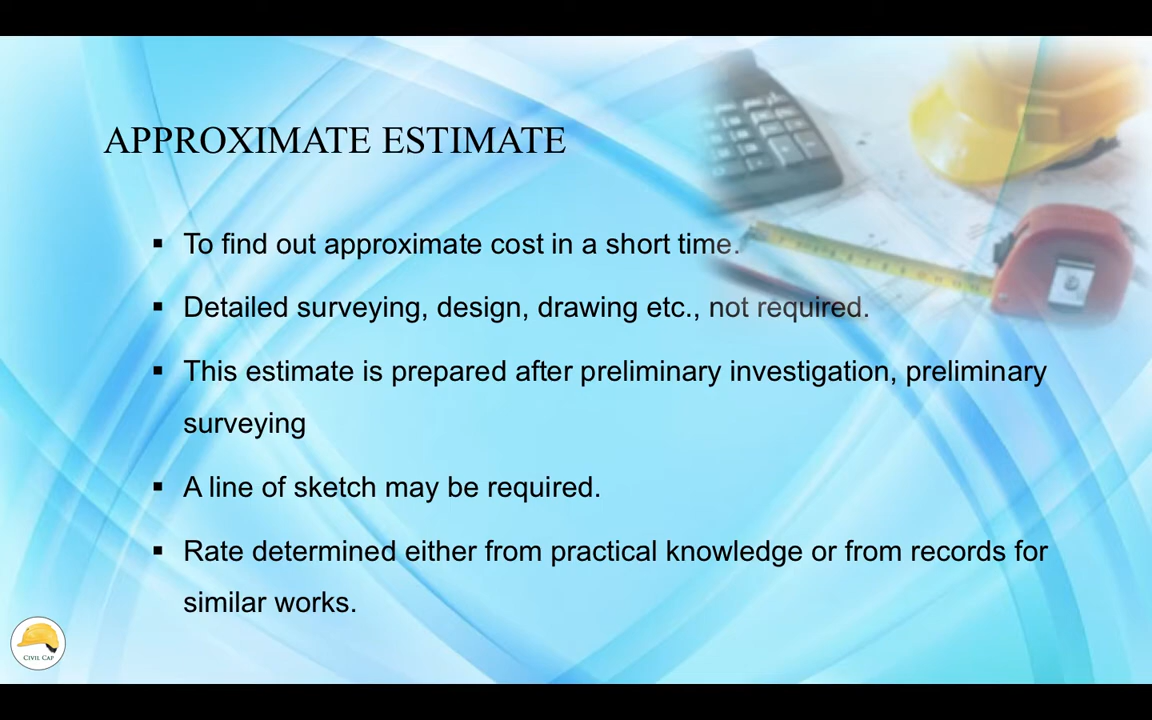 APPROXIMATE ESTIMATE
▪ To find out approximate cost in a short time.
▪ Detailed surveying, design, drawing etc., not required.
▪ This estimate is prepared after preliminary investigation, preliminary
surveying
▪ A line of sketch may be required.
▪ Rate determined either from practical knowledge or from records for
similar works.
CIVIL CAP